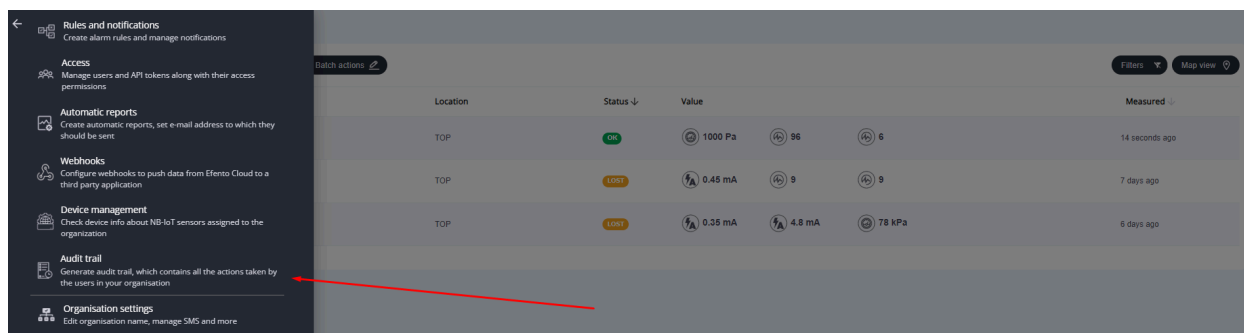 Rules and notifications
Create alarm rules and manage notifications
Access
Manage users and API tokens along with their access
permissions
Automatic reports
Create automatic reports, set e-mail address to which they
should be sent
Webhooks
Configure webhooks to push data from Efento Cloud to a
third party application
Device management
Check device info about NB-IoT sensors assigned to the
organization
Audit trail
Generate audit trail, which contains all the actions taken by
the users in your organisation
Organisation settings
Edit organisation name, manage SMS and more
Batch actions
Filters
Map view
Location Status Value Measured
TOP OK 1000 Pa 96 6 14 seconds ago
TOP LOST 0.45 mA 9 9 7 days ago
TOP LOST 0.35 mA 4.8 mA 78 kPa 6 days ago